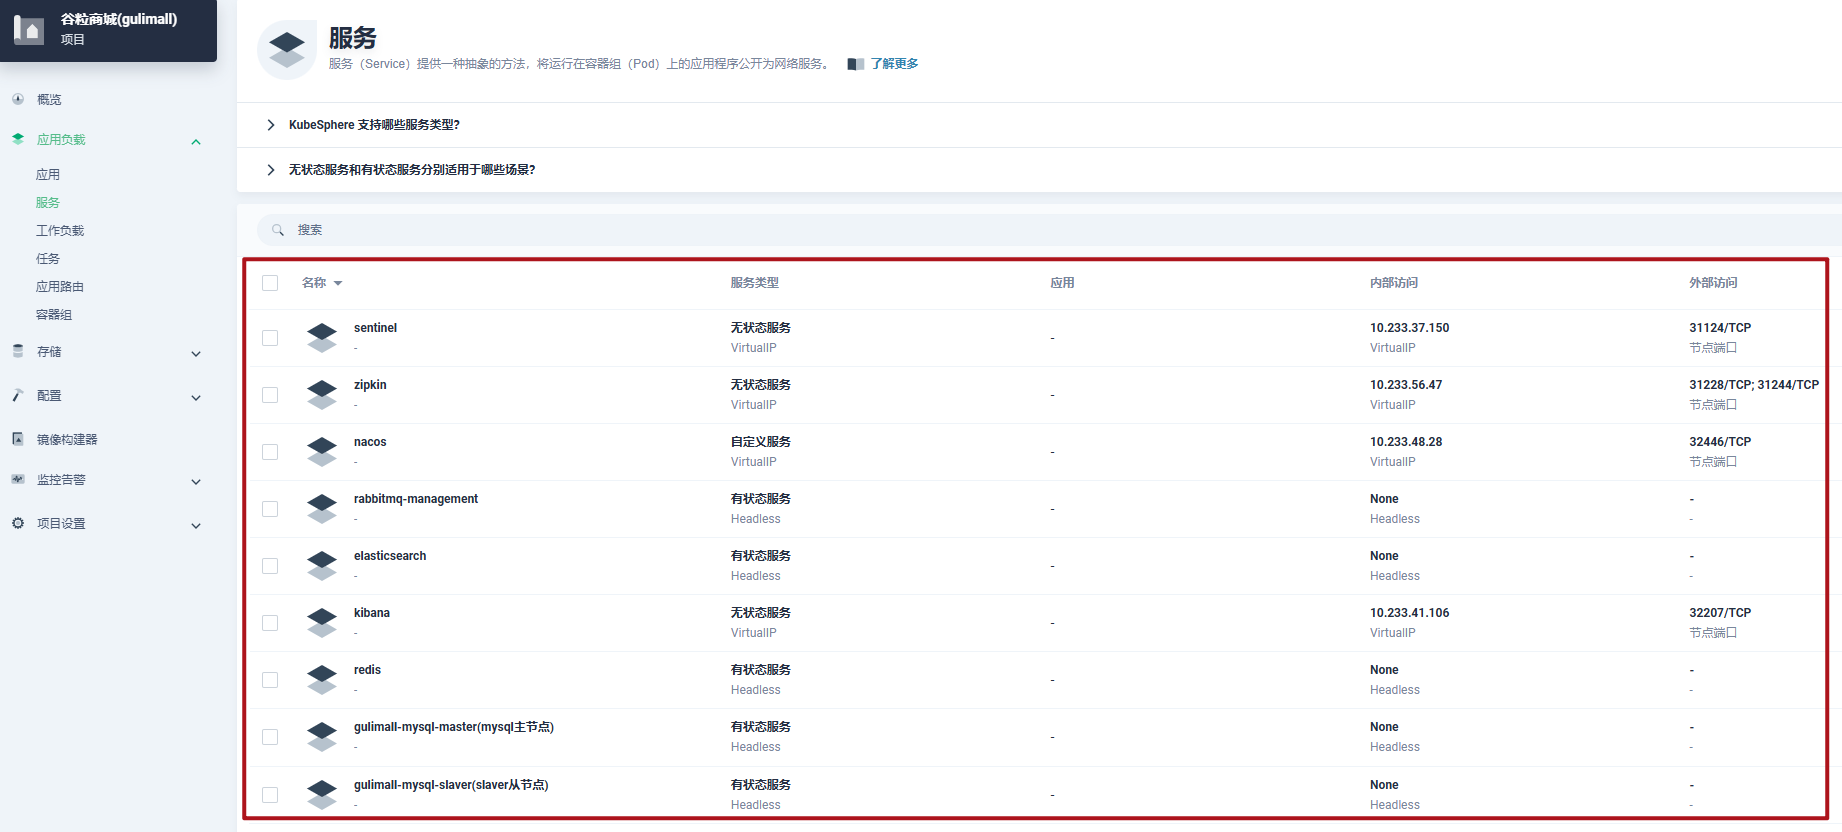 谷粒商城(gulimall)
项目
概览
应用负载
应用
服务
工作负载
任务
应用路由
容器组
存储
配置
镜像构建器
监控告警
项目设置
服务
服务（Service）提供一种抽象的方法，将运行在容器组（Pod）上的应用程序公开为网络服务。 了解更多
KubeSphere 支持哪些服务类型?
无状态服务和有状态服务分别适用于哪些场景?
搜索
名称 服务类型 应用 内部访问 外部访问
sentinel 无状态服务 - 10.233.37.150 31124/TCP
- VirtualIP VirtualIP 节点端口
zipkin 无状态服务 - 10.233.56.47 31228/TCP; 31244/TCP
- VirtualIP VirtualIP 节点端口
nacos 自定义服务 - 10.233.48.28 32446/TCP
- VirtualIP VirtualIP 节点端口
rabbitmq-management 有状态服务 - None -
- Headless Headless -
elasticsearch 有状态服务 - None -
- Headless Headless -
kibana 无状态服务 - 10.233.41.106 32207/TCP
- VirtualIP VirtualIP 节点端口
redis 有状态服务 - None -
- Headless Headless -
gulimall-mysql-master(mysql主节点) 有状态服务 - None -
- Headless Headless -
gulimall-mysql-slaver(slaver从节点) 有状态服务 - None -
- Headless Headless -